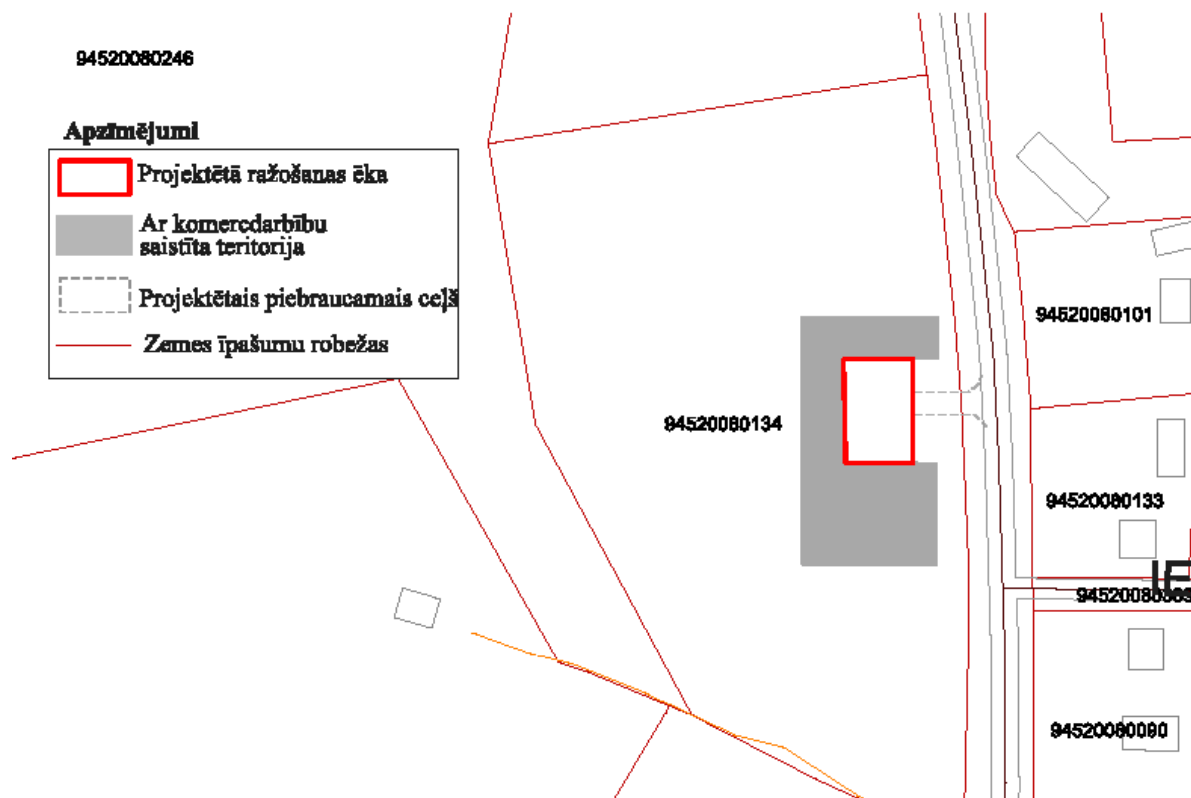 94520080246
Apzīmējumi
Projektētā ražošanas ēka
Ar komercdarbību
saistīta teritorija
Projektētais piebraucamais ceļš
Zemes īpašumu robežas
94520080134
94520080101
94520080133
IE
94520080090